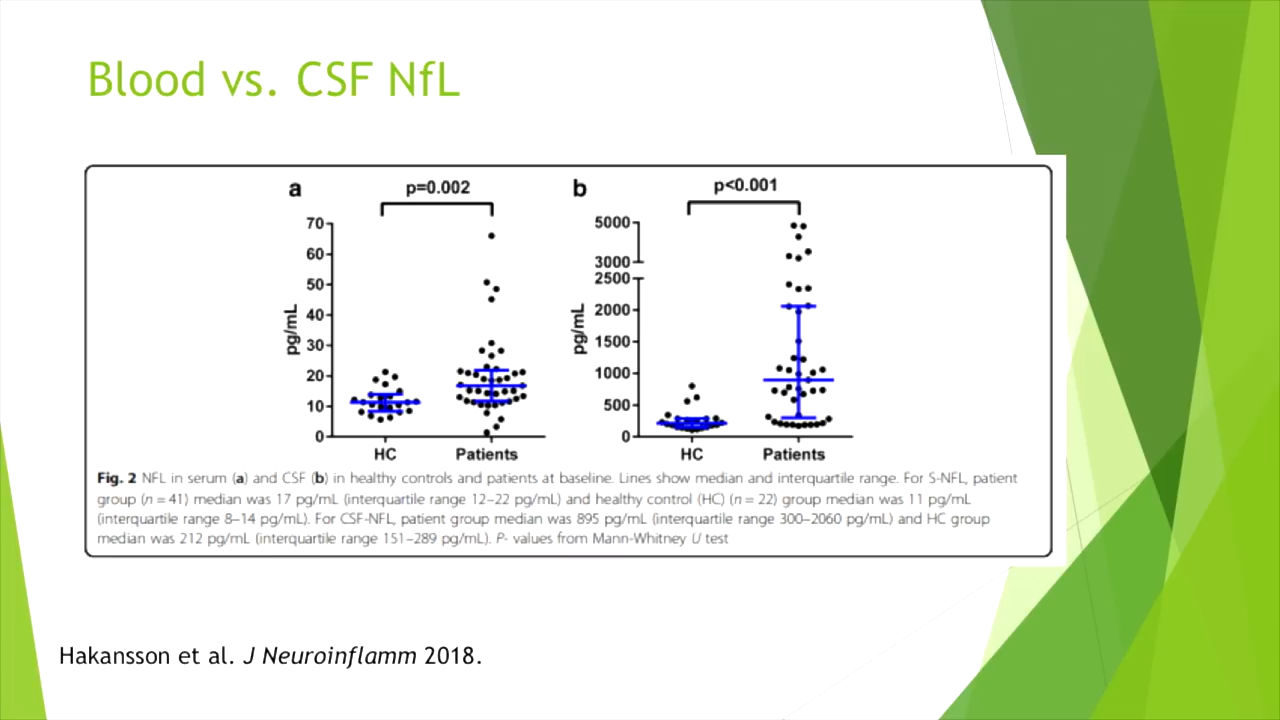 Blood vs. CSF NfL
a
p=0.002
b
p<0.001
70
60
50
40
30
20
10
0
pg/mL
HC
Patients
5000
3000
2500
2000
1500
1000
500
0
pg/mL
HC
Patients
Fig. 2 NFL in serum (a) and CSF (b) in healthy controls and patients at baseline. Lines show median and interquartile range. For S-NFL, patient
group (n = 41) median was 17 pg/mL (interquartile range 12–22 pg/mL) and healthy control (HC) (n = 22) group median was 11 pg/mL
(interquartile range 8–14 pg/mL). For CSF-NFL, patient group median was 895 pg/mL (interquartile range 300–2060 pg/mL) and HC group
median was 212 pg/mL (interquartile range 151–289 pg/mL). P- values from Mann-Whitney U test
Hakansson et al. J Neuroinflamm 2018.